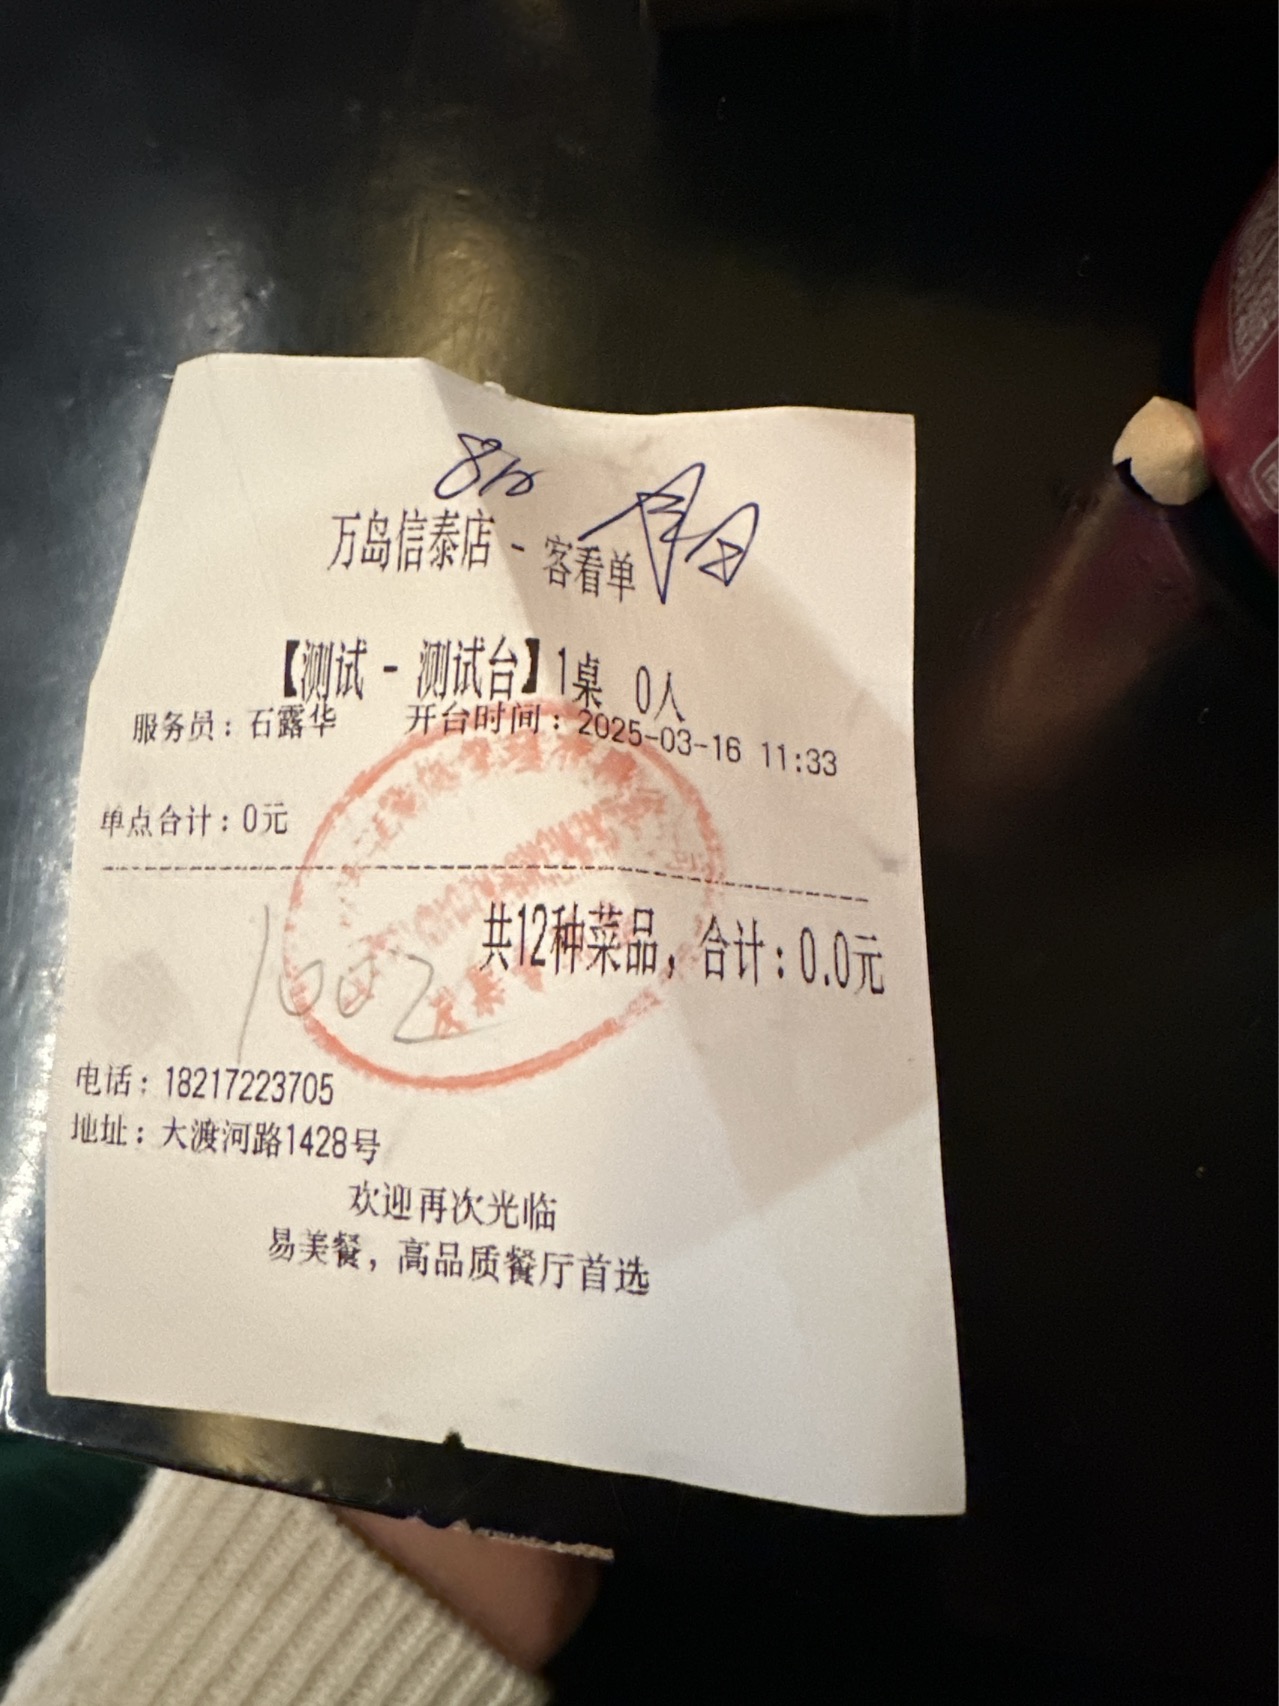 万岛信泰店 - 客看单
【测试 - 测试台】1桌 0人
服务员：石露华 开台时间：2025-03-16 11:33
单点合计：0元
共12种菜品，合计：0.0元
1002
电话：18217223705
地址：大渡河路1428号
欢迎再次光临
易美餐，高品质餐厅首选